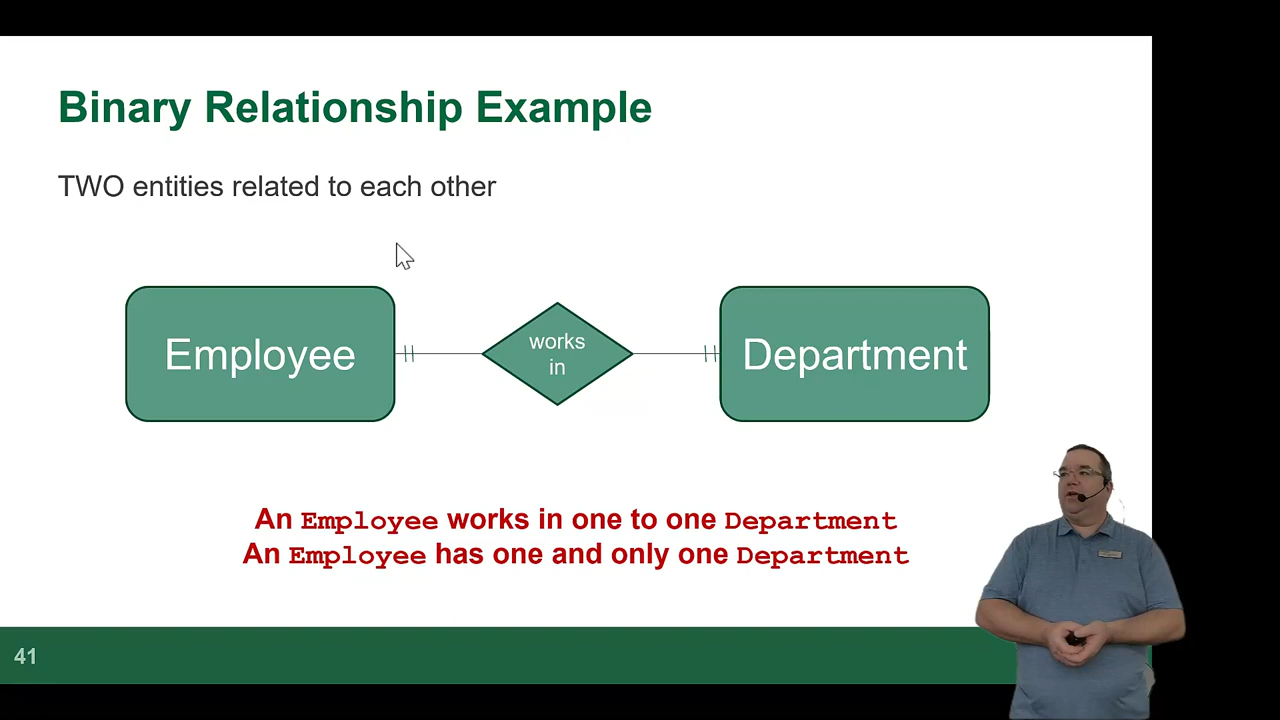 Binary Relationship Example
TWO entities related to each other
Employee
works
in
Department
An Employee works in one to one Department
An Employee has one and only one Department
41